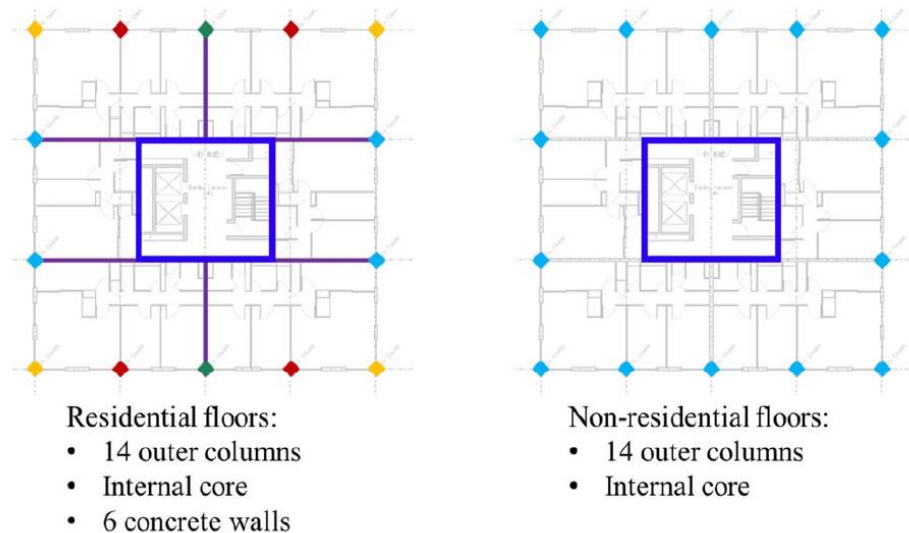 Residential floors:
• 14 outer columns
• Internal core
• 6 concrete walls
Non-residential floors:
• 14 outer columns
• Internal core